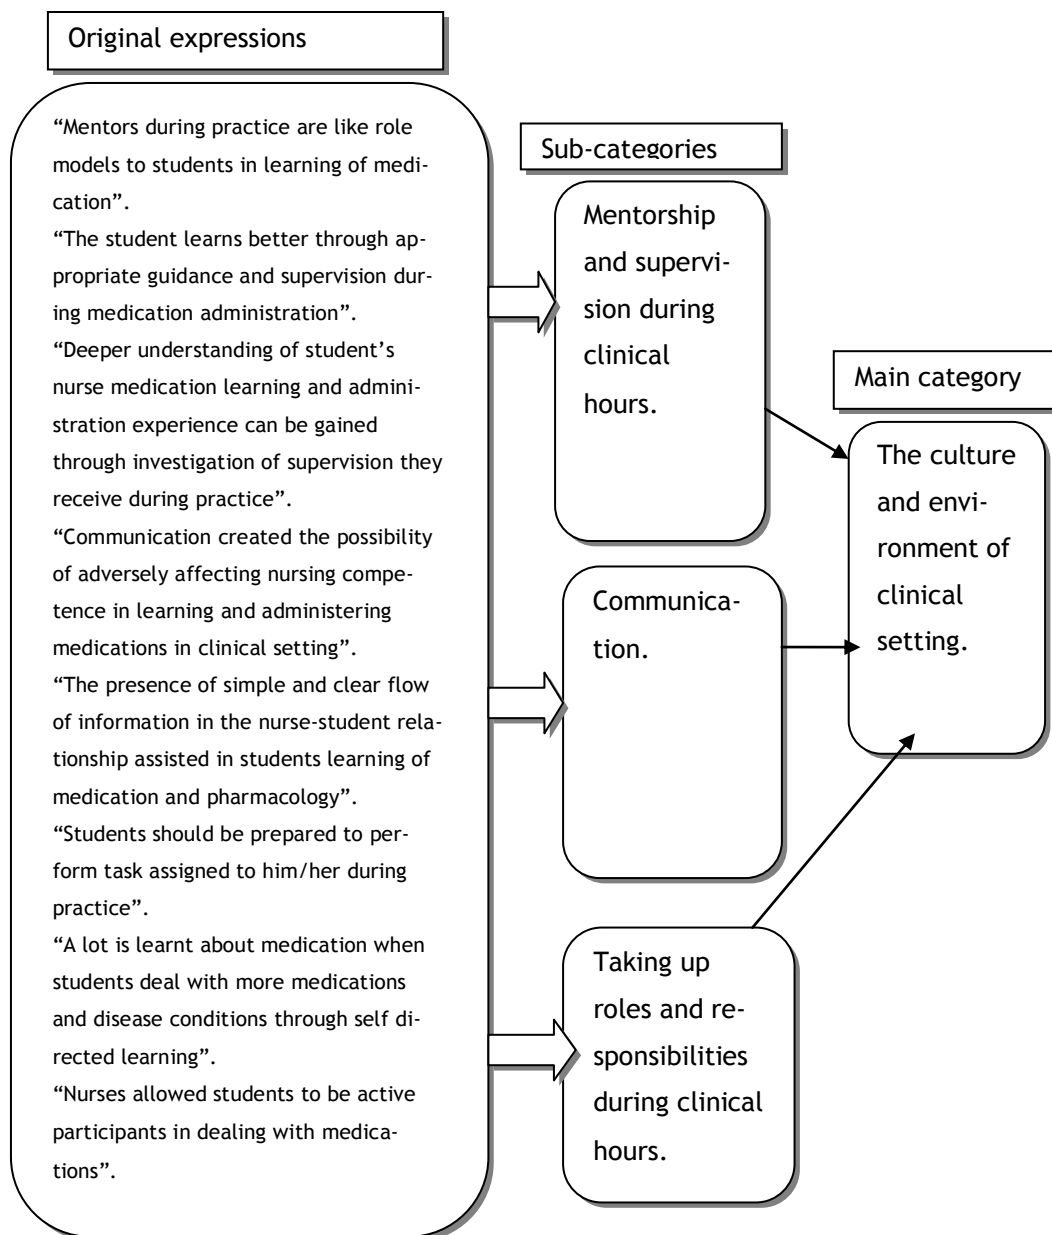 Original expressions
“Mentors during practice are like role
models to students in learning of medi-
cation”.
“The student learns better through ap-
propriate guidance and supervision dur-
ing medication administration”.
“Deeper understanding of student’s
nurse medication learning and admini-
stration experience can be gained
through investigation of supervision they
receive during practice”.
“Communication created the possibility
of adversely affecting nursing compe-
tence in learning and administering
medications in clinical setting”.
“The presence of simple and clear flow
of information in the nurse-student rela-
tionship assisted in students learning of
medication and pharmacology”.
“Students should be prepared to per-
form task assigned to him/her during
practice”.
“A lot is learnt about medication when
students deal with more medications
and disease conditions through self di-
rected learning”.
“Nurses allowed students to be active
participants in dealing with medica-
tions”.
Sub-categories
Mentorship
and supervi-
sion during
clinical
hours.
Communica-
tion.
Taking up
roles and re-
sponsibilities
during clinical
hours.
Main category
The culture
and envi-
ronment of
clinical
setting.